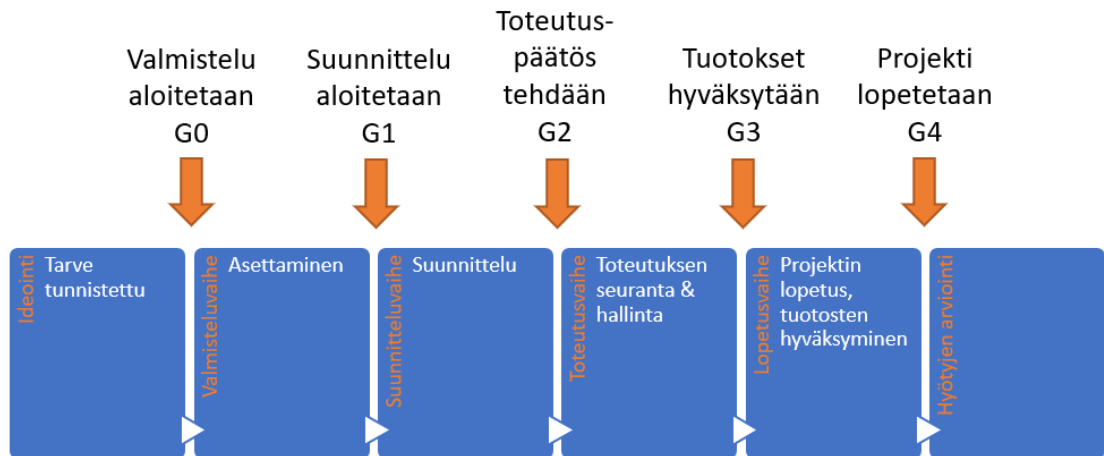 Valmistelu
aloitetaan
G0
Suunnittelu
aloitetaan
G1
Toteutus-
päätös
tehdään
G2
Tuotokset
hyväksytään
G3
Projekti
lopetetaan
G4
Ideointi
Tarve
tunnistettu
Valmisteluvaihe
Asettaminen
Suunnitteluvaihe
Suunnittelu
Toteutusvaihe
Toteutuksen
seuranta &
hallinta
Lopetusvaihe
Projektin
lopetus,
tuotosten
hyväksyminen
Hyötyjen arviointi